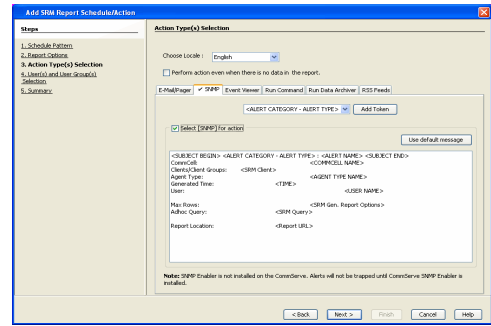 Add SRM Report Schedule/Action
Steps
1. Schedule Pattern
2. Report Options
3. Action Type(s) Selection
4. User(s) and User Group(s)
Selection
5. Summary
Action Type(s) Selection
Choose Locale : English
Perform action even when there is no data in the report.
E-Mail/Pager SNMP Event Viewer Run Command Run Data Archiver RSS Feeds
<ALERT CATEGORY - ALERT TYPE> Add Token
Select [SNMP] for action
Use default message
<SUBJECT BEGIN> <ALERT CATEGORY - ALERT TYPE> : <ALERT NAME> <SUBJECT END>
CommCell: <COMMCELL NAME>
Clients/Client Groups: <SRM Client>
Agent Type: <AGENT TYPE NAME>
Generated Time: <TIME>
User: <USER NAME>
Max Rows: <SRM Gen. Report Options>
Adhoc Query: <SRM Query>
Report Location: <Report URL>
Note: SNMP Enabler is not installed on the CommServe. Alerts will not be trapped until CommServe SNMP Enabler is
installed.
< Back Next > Finish Cancel Help